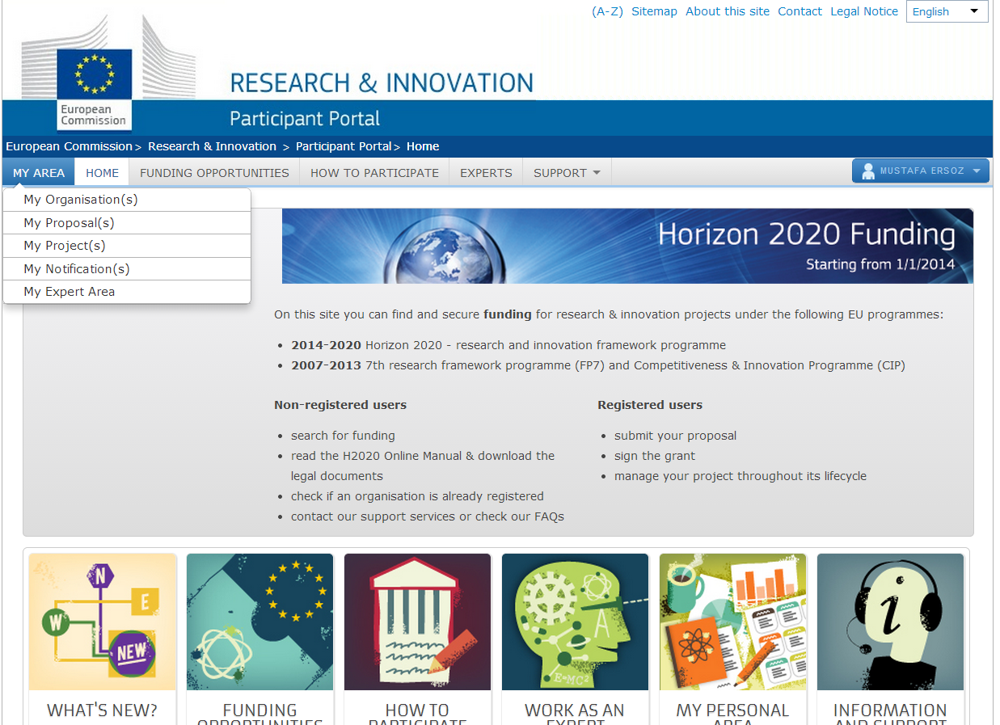 (A-Z) Sitemap About this site Contact Legal Notice English
RESEARCH & INNOVATION
European
Commission
Participant Portal
European Commission > Research & Innovation > Participant Portal > Home
MY AREA HOME FUNDING OPPORTUNITIES HOW TO PARTICIPATE EXPERTS SUPPORT MUSTAFA ERSOZ
My Organisation(s)
My Proposal(s)
My Project(s)
My Notification(s)
My Expert Area
Horizon 2020 Funding
Starting from 1/1/2014
On this site you can find and secure funding for research & innovation projects under the following EU programmes:
• 2014-2020 Horizon 2020 - research and innovation framework programme
• 2007-2013 7th research framework programme (FP7) and Competitiveness & Innovation Programme (CIP)
Non-registered users
• search for funding
• read the H2020 Online Manual & download the
legal documents
• check if an organisation is already registered
• contact our support services or check our FAQs
Registered users
• submit your proposal
• sign the grant
• manage your project throughout its lifecycle
N
E
W
NEW
A
E=MC²
i
WHAT'S NEW?
FUNDING
OPPORTUNITIES
HOW TO
PARTICIPATE
WORK AS AN
EXPERT
MY PERSONAL
AREA
INFORMATION
AND SUPPORT